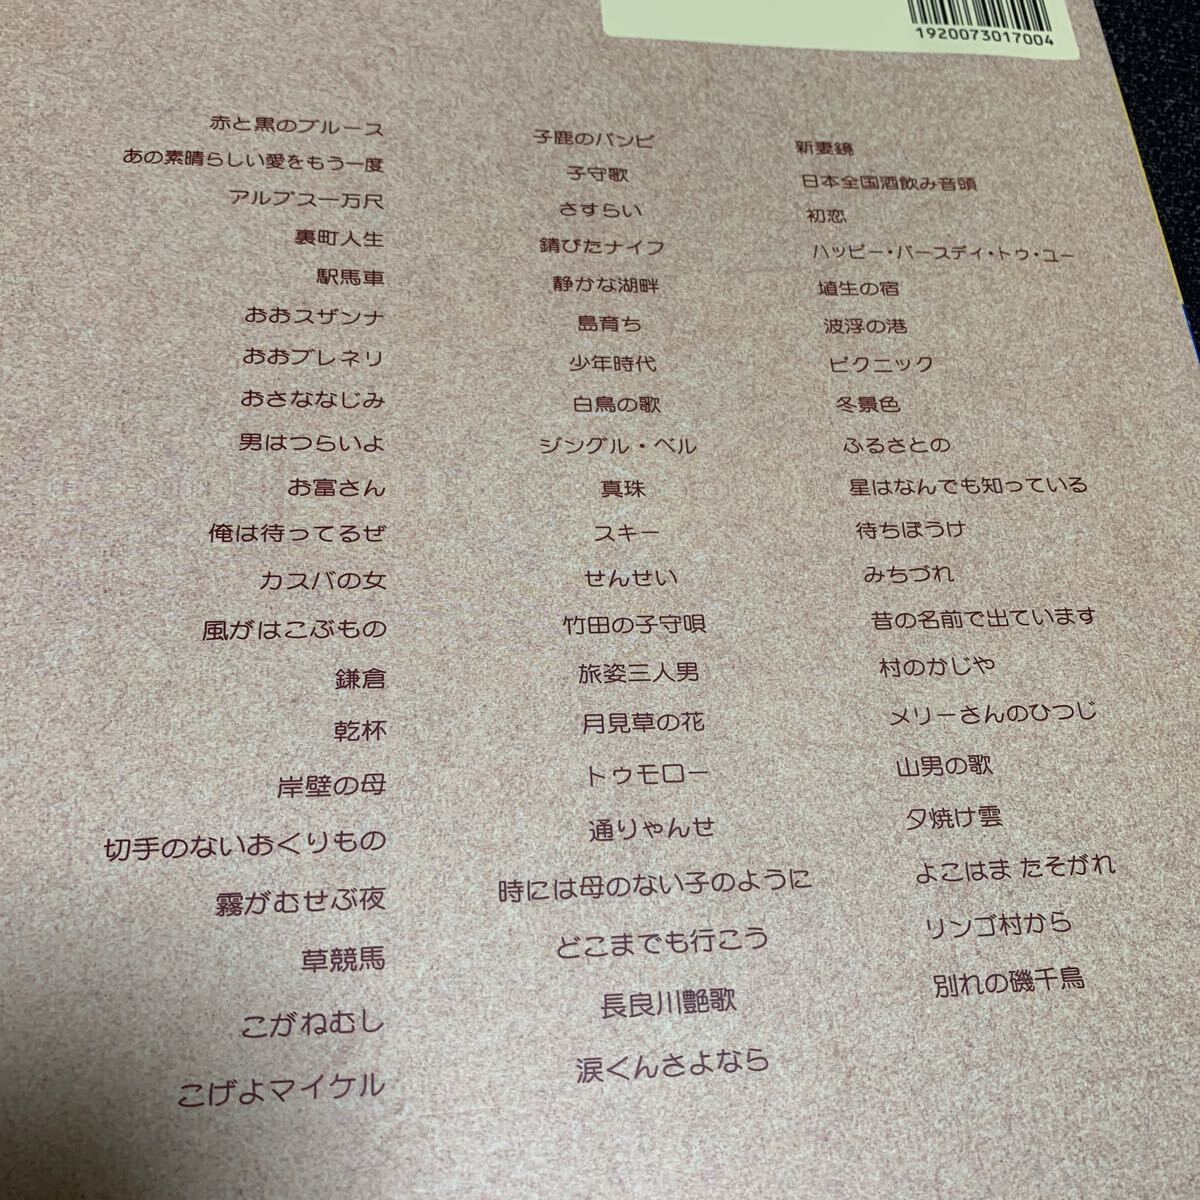 1920073017004
赤と黒のブルース
あの素晴らしい愛をもう一度
アルプス一万尺
裏町人生
駅馬車
おおスザンナ
おおブレネリ
おさななじみ
男はつらいよ
お富さん
俺は待ってるぜ
カスバの女
風がはこぶもの
鎌倉
乾杯
岸壁の母
切手のないおくりもの
霧がむせぶ夜
草競馬
こがねむし
こげよマイケル
子鹿のバンビ
子守歌
さすらい
錆びたナイフ
静かな湖畔
島育ち
少年時代
白鳥の歌
ジングル・ベル
真珠
スキー
せんせい
竹田の子守唄
旅姿三人男
月見草の花
トゥモロー
通りゃんせ
時には母のない子のように
どこまでも行こう
長良川艶歌
涙くんさよなら
新妻鏡
日本全国酒飲み音頭
初恋
ハッピー・バースディ・トゥ・ユー
埴生の宿
波浮の港
ピクニック
冬景色
ふるさとの
星はなんでも知っている
待ちぼうけ
みちづれ
昔の名前で出ています
村のかじや
メリーさんのひつじ
山男の歌
夕焼け雲
よこはま たそがれ
リンゴ村から
別れの磯千鳥